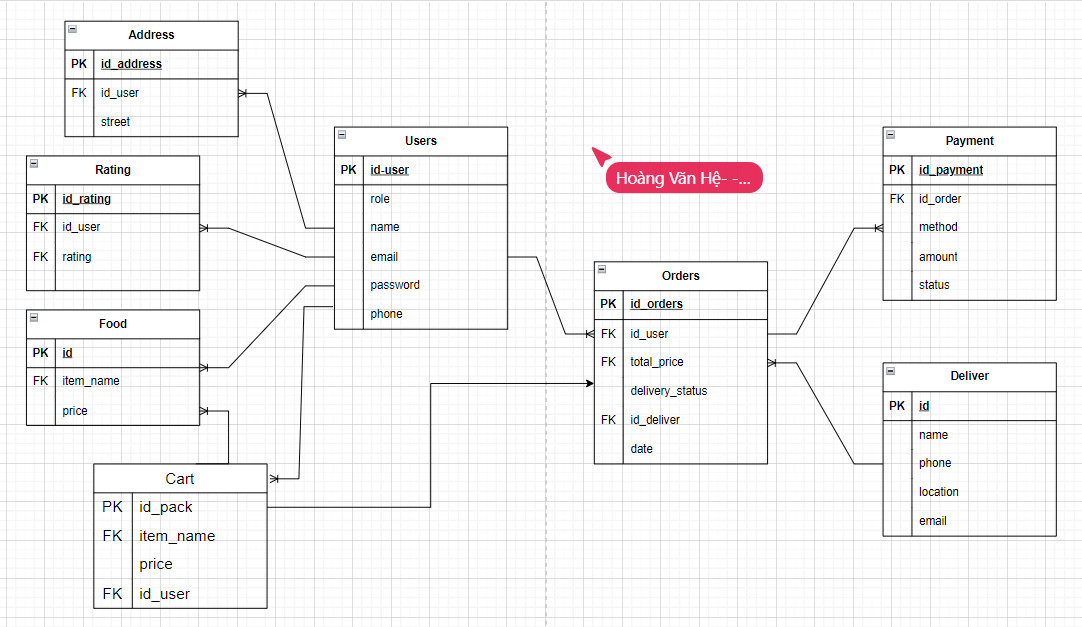 Address
PK id_address
FK id_user
street
Rating
PK id_rating
FK id_user
FK rating
Food
PK id
FK item_name
price
Cart
PK id_pack
FK item_name
price
FK id_user
Users
PK id-user
role
name
email
password
phone
Hoàng Văn Hệ- -...
Orders
PK id_orders
FK id_user
FK total_price
delivery_status
FK id_deliver
date
Payment
PK id_payment
FK id_order
method
amount
status
Deliver
PK id
name
phone
location
email